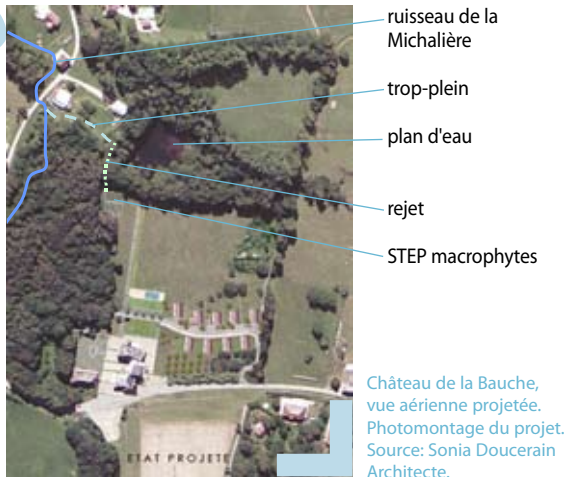 ruisseau de la
Michalière
trop-plein
plan d'eau
rejet
STEP macrophytes
Château de la Bauche,
vue aérienne projetée.
Photomontage du projet.
Source: Sonia Doucerain
Architecte.
ETAT PROJETE